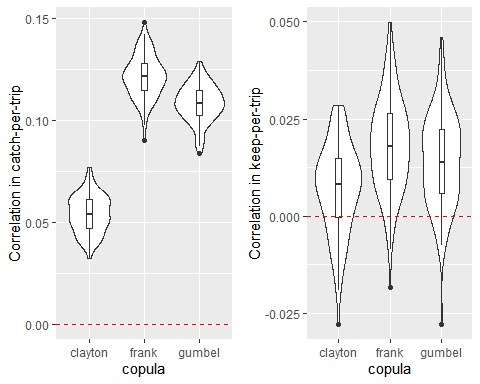 Correlation in catch-per-trip
0.15
0.10
0.05
0.00
clayton frank gumbel
copula
Correlation in keep-per-trip
0.050
0.025
0.000
-0.025
clayton frank gumbel
copula